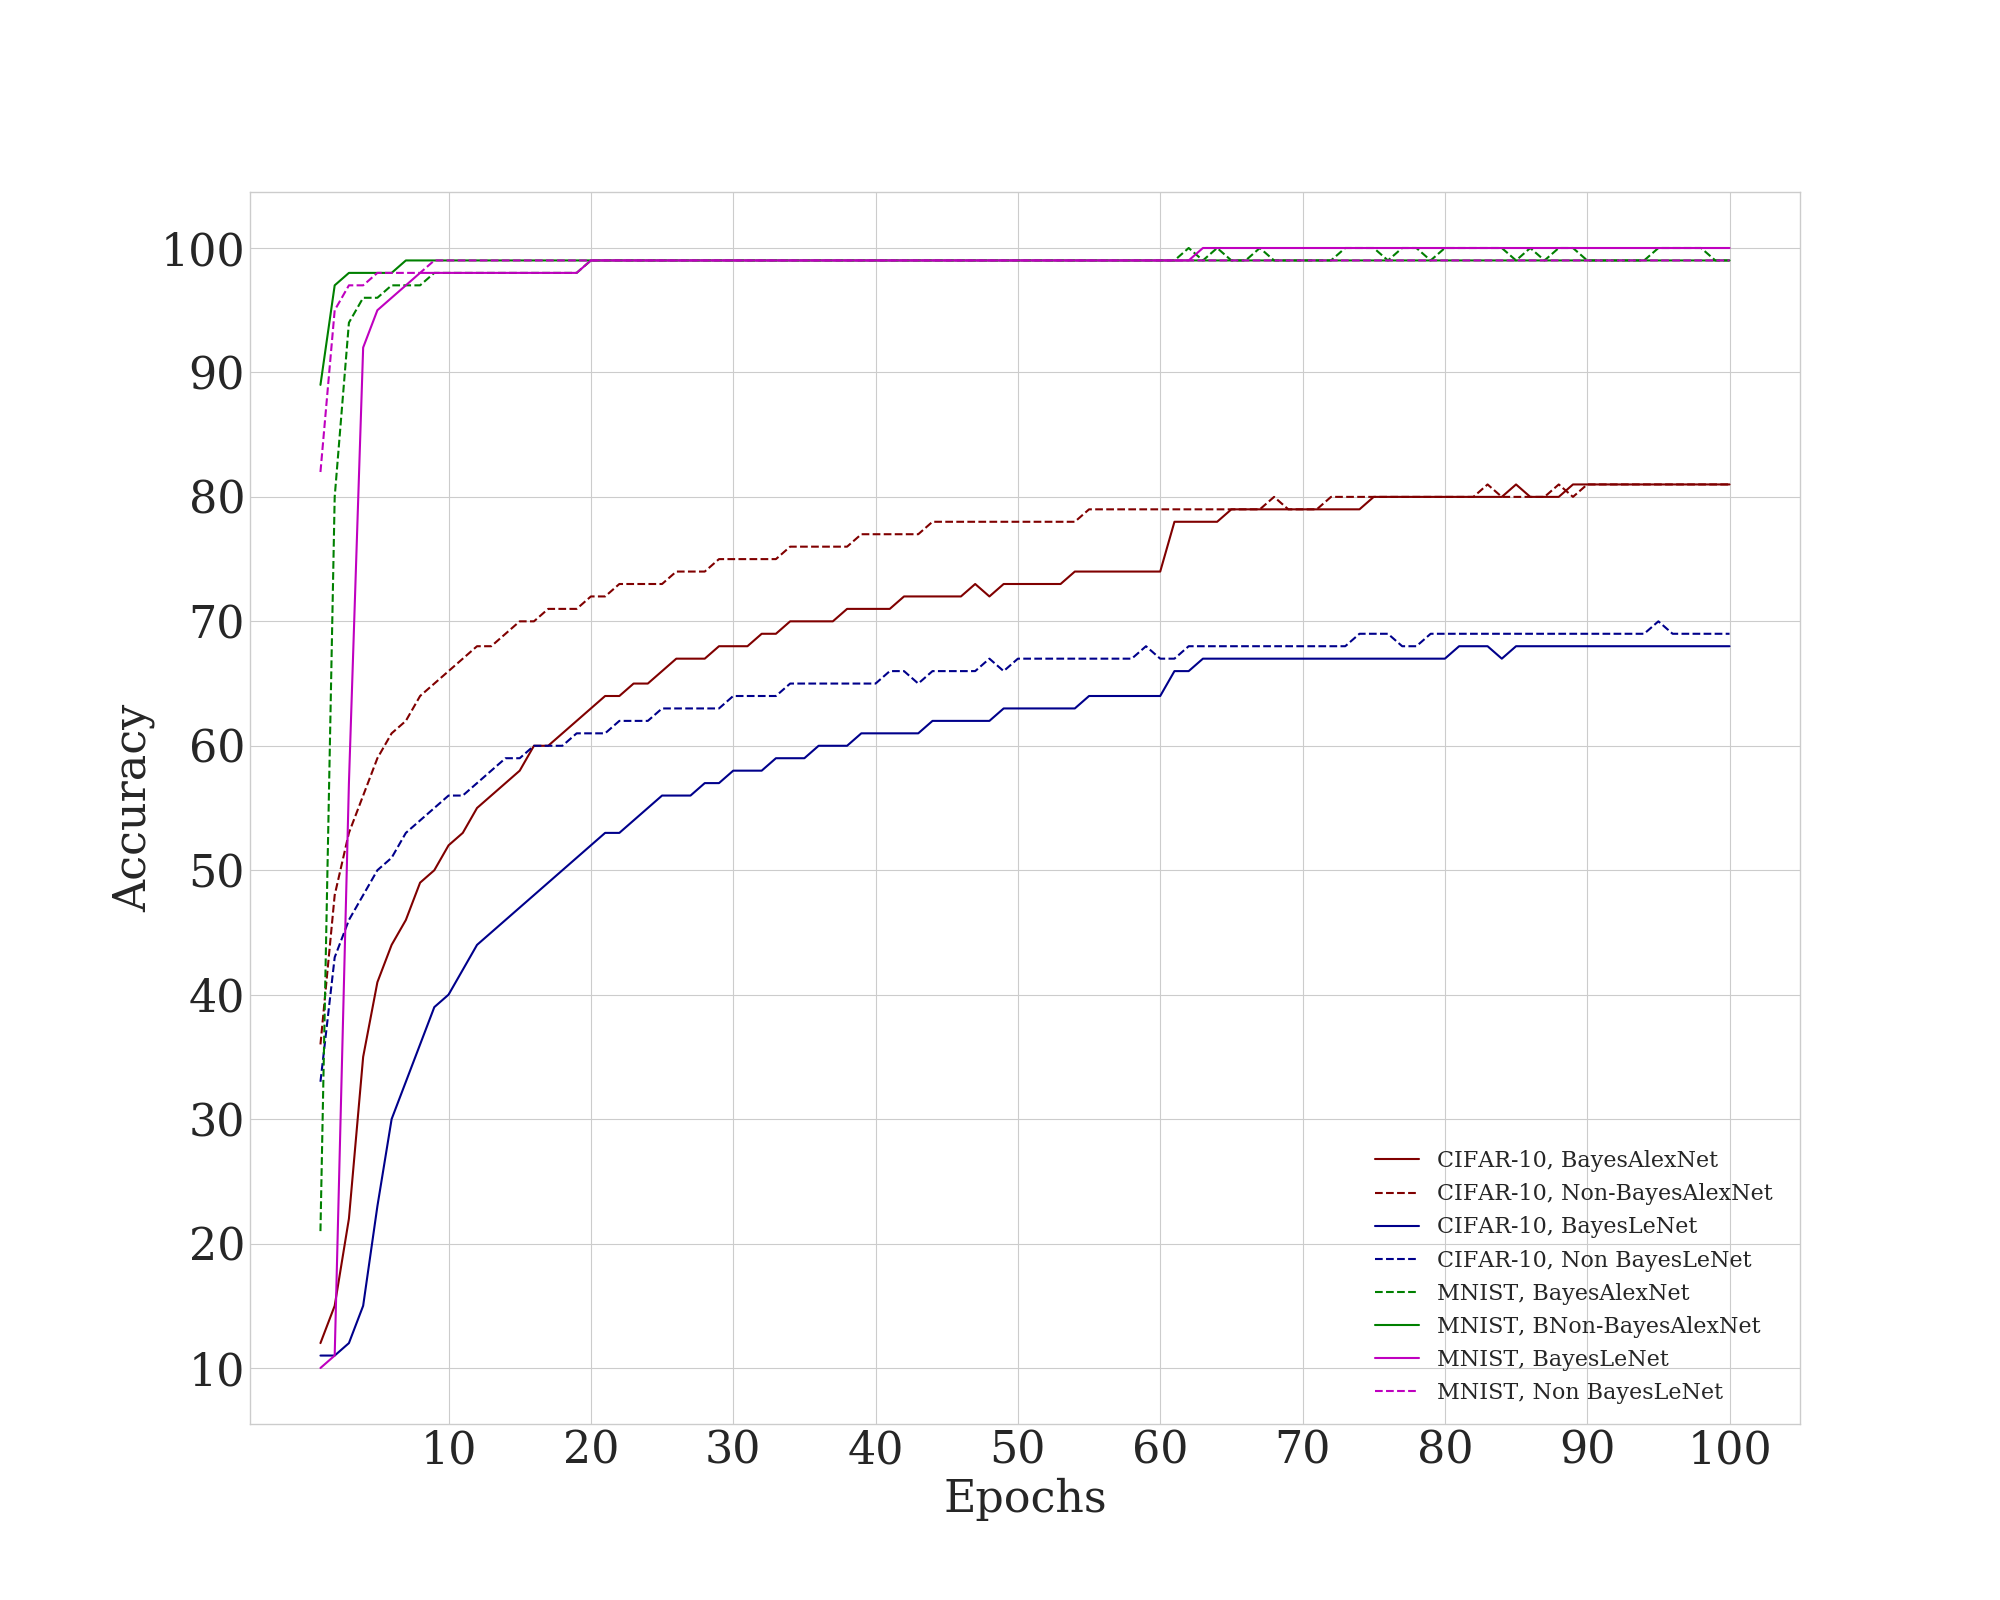 100
90
80
70
60
50
40
30
20
10
Accuracy
CIFAR-10, BayesAlexNet
CIFAR-10, Non-BayesAlexNet
CIFAR-10, BayesLeNet
CIFAR-10, Non BayesLeNet
MNIST, BayesAlexNet
MNIST, BNon-BayesAlexNet
MNIST, BayesLeNet
MNIST, Non BayesLeNet
10 20 30 40 50 60 70 80 90 100
Epochs